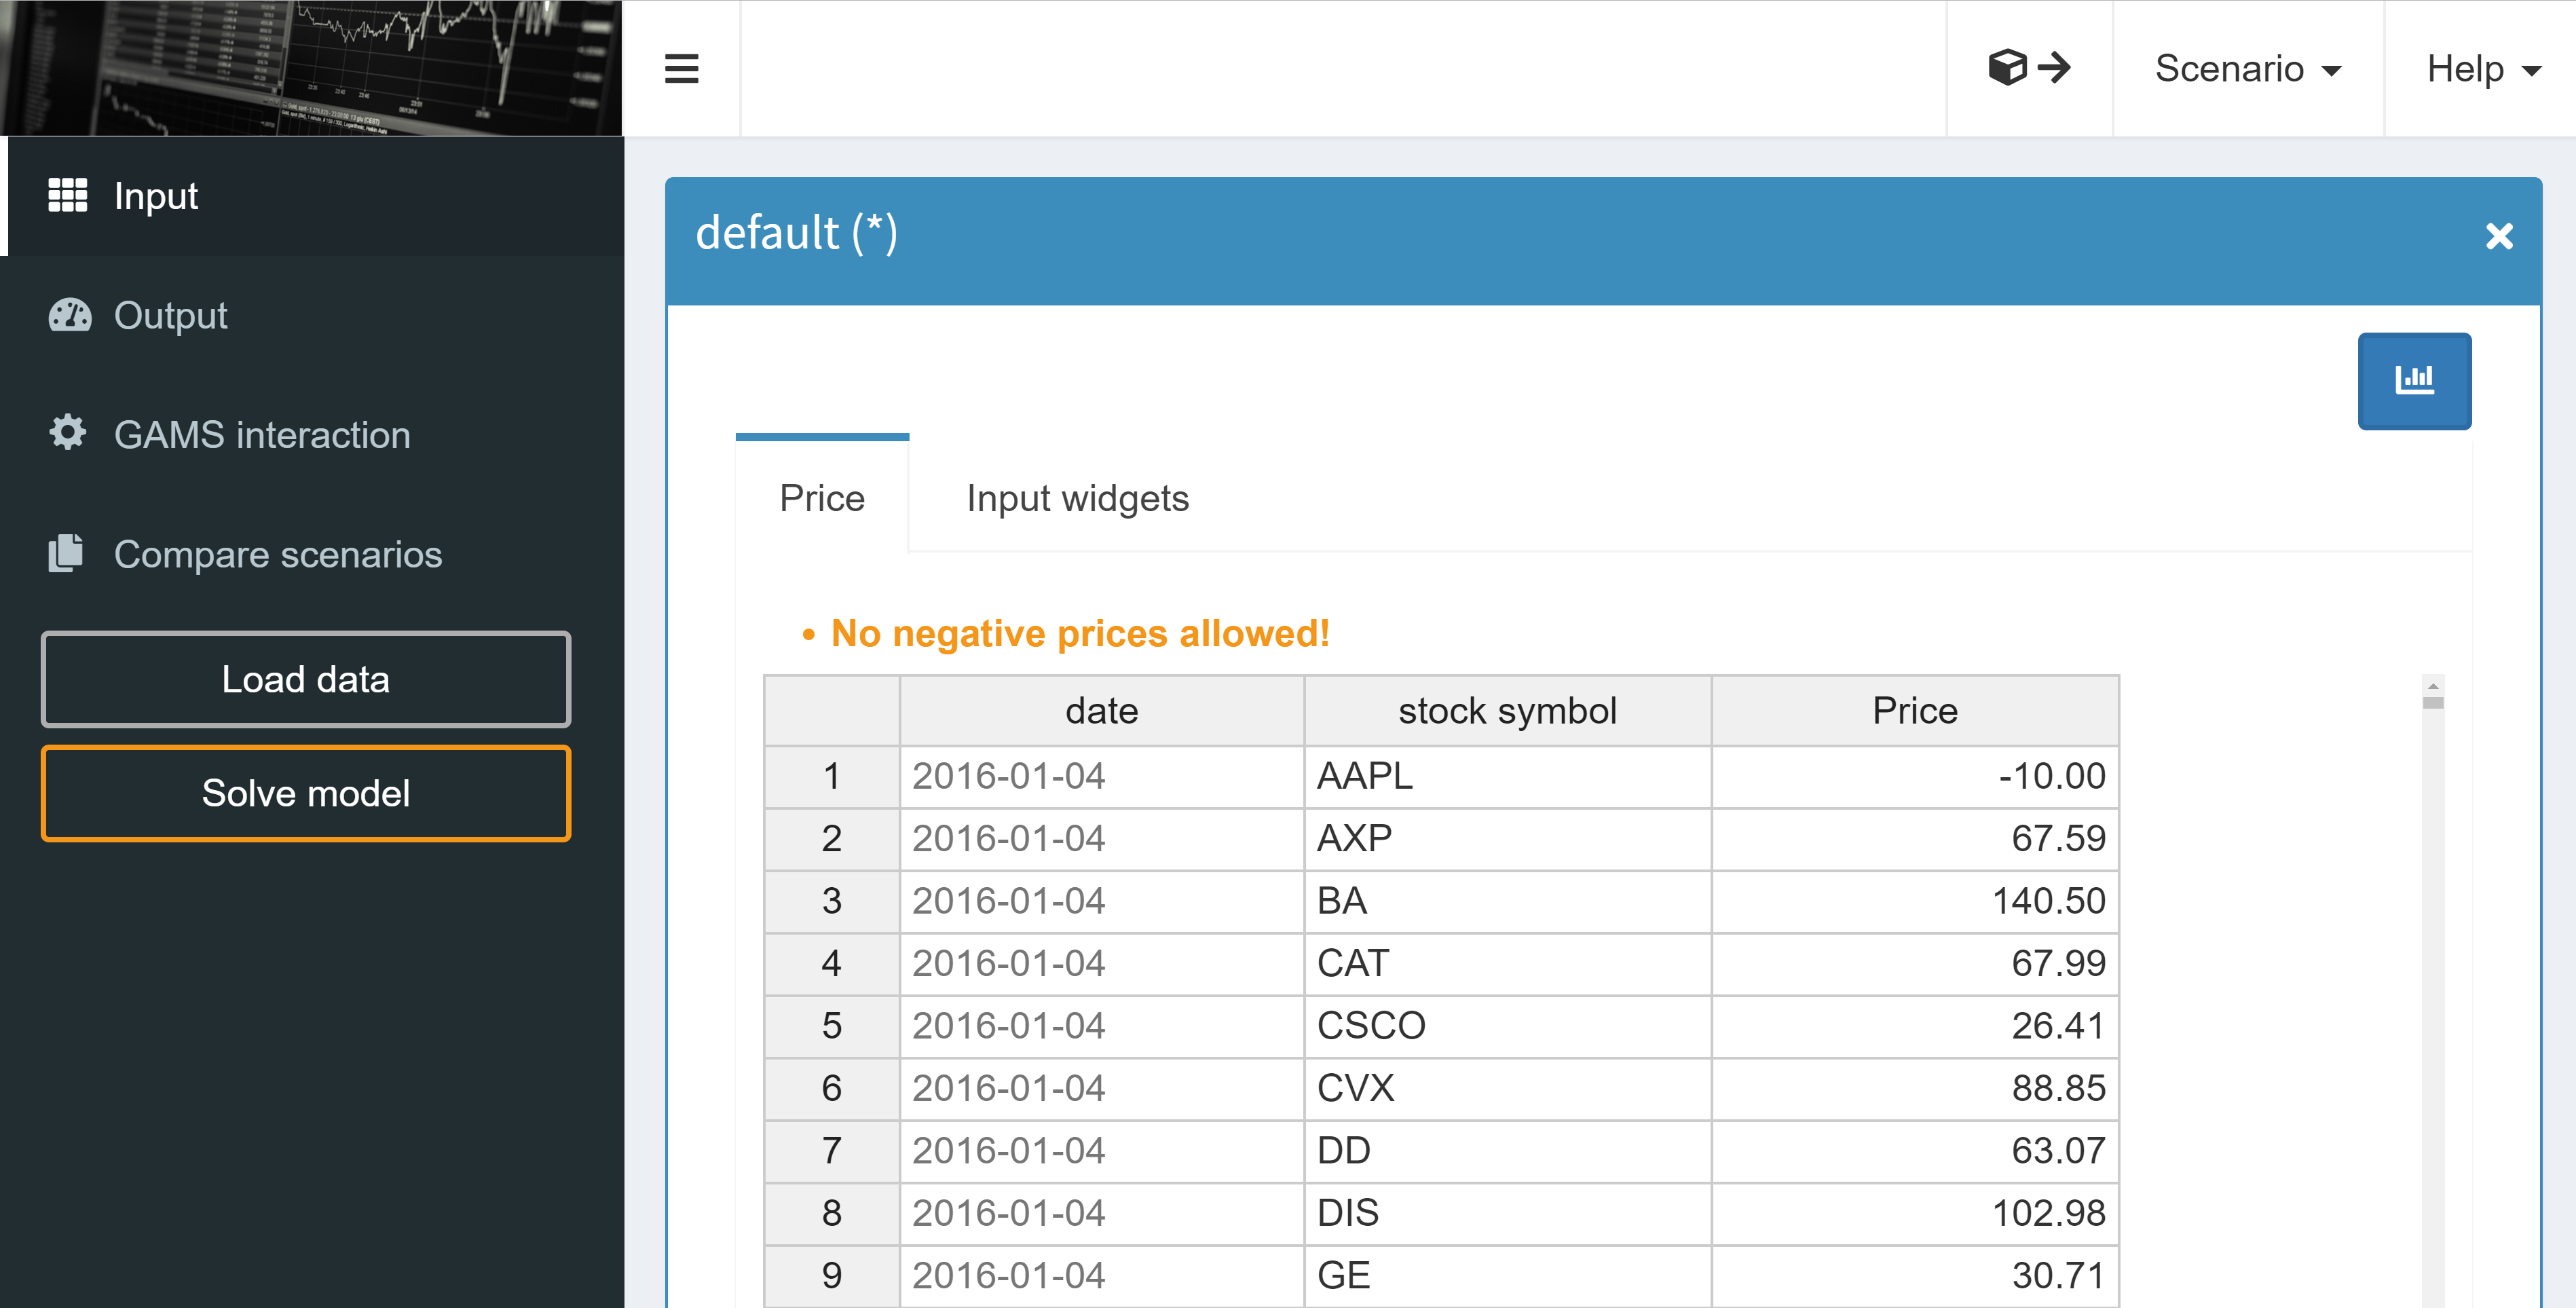 Scenario
Help
Input
Output
GAMS interaction
Compare scenarios
Load data
Solve model
default (*)
Price
Input widgets
• No negative prices allowed!
date stock symbol Price
1 2016-01-04 AAPL -10.00
2 2016-01-04 AXP 67.59
3 2016-01-04 BA 140.50
4 2016-01-04 CAT 67.99
5 2016-01-04 CSCO 26.41
6 2016-01-04 CVX 88.85
7 2016-01-04 DD 63.07
8 2016-01-04 DIS 102.98
9 2016-01-04 GE 30.71